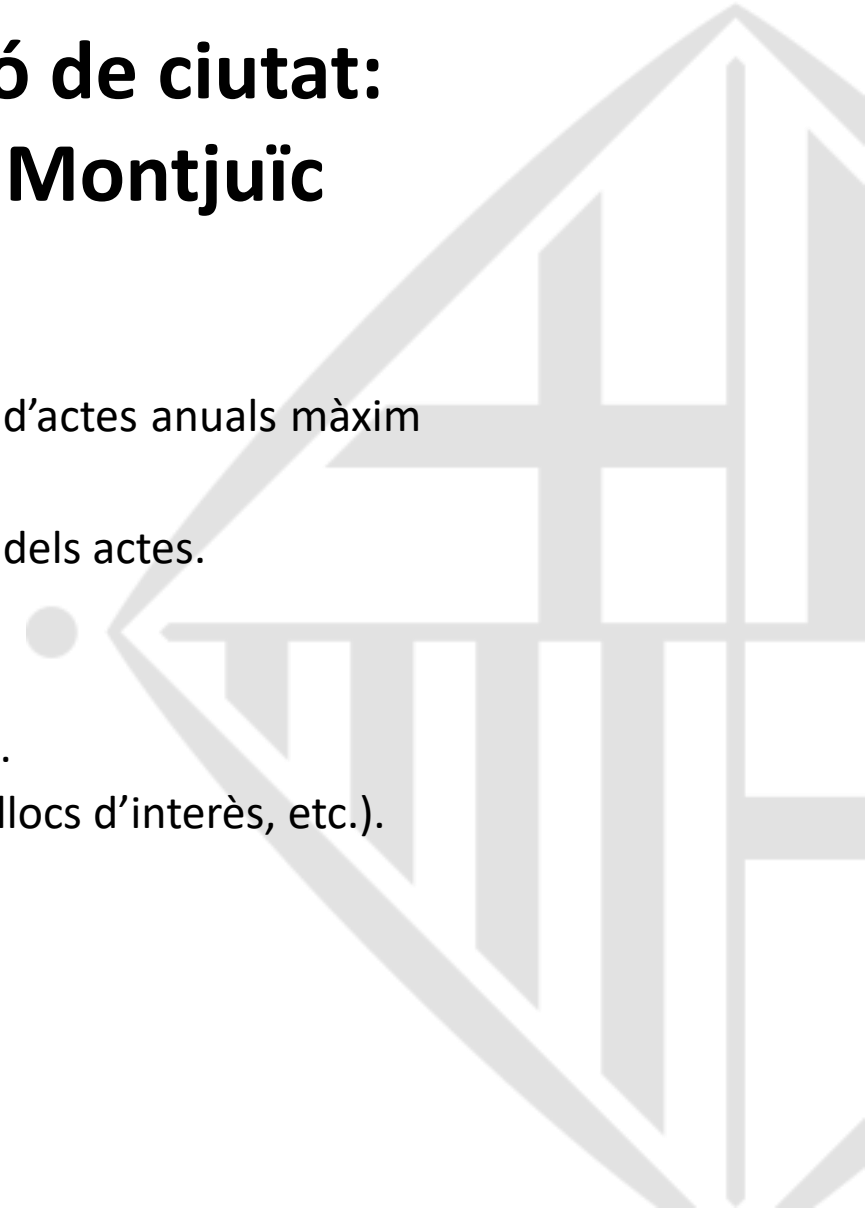 ó de ciutat:
Montjuïc
d’actes anuals màxim
dels actes.
.
llocs d’interès, etc.).